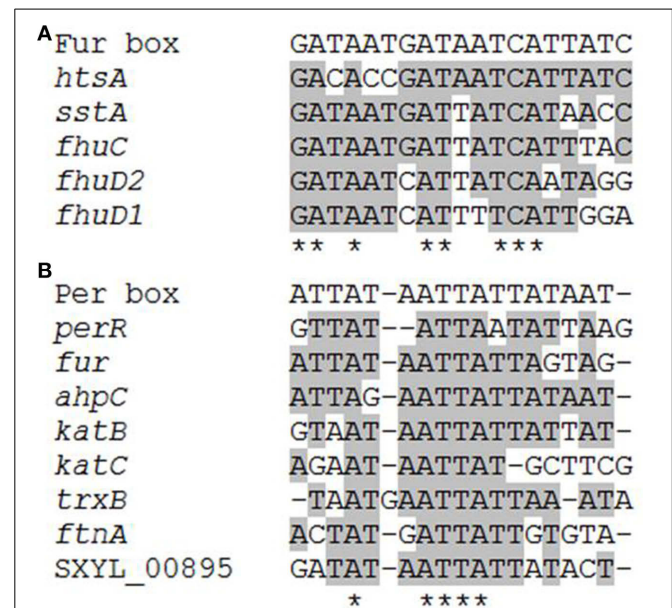 A
Fur box GATAATGATAATCATTATC
htsA GACACCGATAATCATTATC
sstA GATAATGATTATCATAACC
fhuC GATAATGATTATCATTTAC
fhuD2 GATAATCATTATCAATAGG
fhuD1 GATAATCATTTTCATTGGA
** * ** ***
B
Per box ATTAT-AATTATTATAAT-
perR GTTAT--ATTAATATTAAG
fur ATTAT-AATTATTAGTAG-
ahpC ATTAG-AATTATTATAAT-
katB GTAAT-AATTATTATTAT-
katC AGAAT-AATTAT-GCTTCG
trxB -TAATGAATTATTAA-ATA
ftnA ACTAT-GATTATTGTGTA-
SXYL_00895 GATAT-AATTATTATACT-
* ****